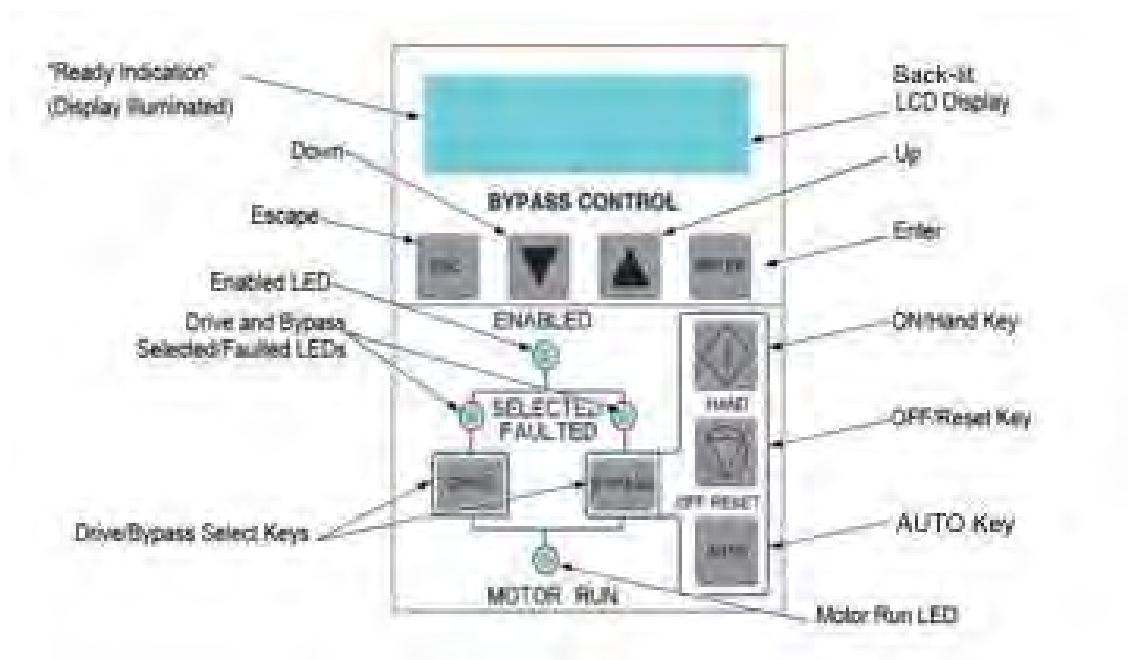 "Ready Indication"
(Display Illuminated)
Back-lit
LCD Display
Down
Up
BYPASS CONTROL
Escape
Enter
ESC
ENTER
Enabled LED
ENABLED
Drive and Bypass
Selected/Faulted LEDs
ON/Hand Key
HAND
SELECTED/
FAULTED
OFF/Reset Key
DRIVE
BYPASS
OFF RESET
Drive/Bypass Select Keys
AUTO Key
AUTO
MOTOR RUN
Motor Run LED